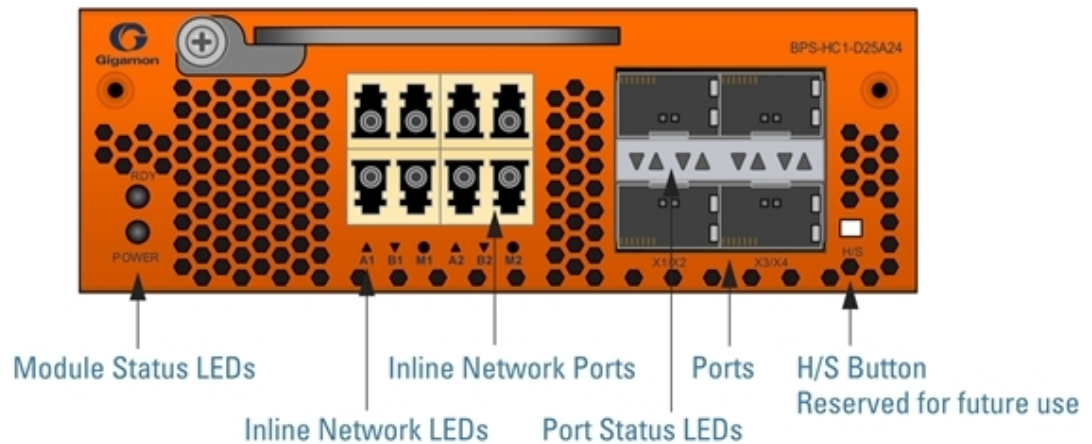 Gigamon
BPS-HC1-D25A24
RDY
POWER
A1 B1 M1 A2 B2 M2
X1/X2
X3/X4
H/S
Module Status LEDs
Inline Network Ports
Ports
H/S Button
Reserved for future use
Inline Network LEDs
Port Status LEDs